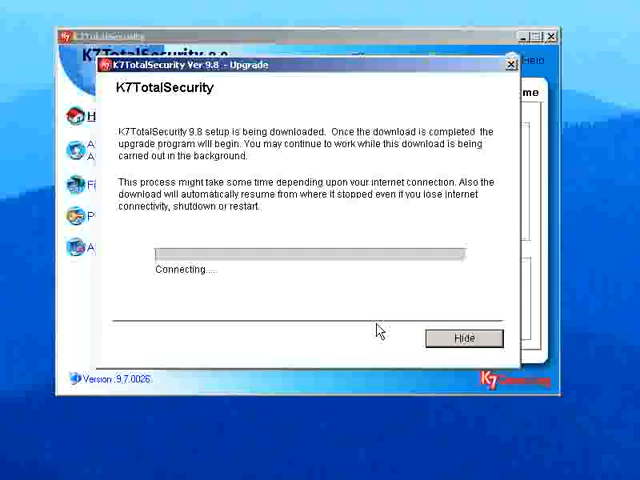 K7TotalSecurity
K7TotalSecurity Ver 9.8 - Upgrade
Help
K7TotalSecurity
me
K7TotalSecurity 9.8 setup is being downloaded. Once the download is completed the
upgrade program will begin. You may continue to work while this download is being
carried out in the background.
This process might take some time depending upon your internet connection. Also the
download will automatically resume from where it stopped even if you lose internet
connectivity, shutdown or restart.
Connecting....
Hide
Version :9.7.0026.